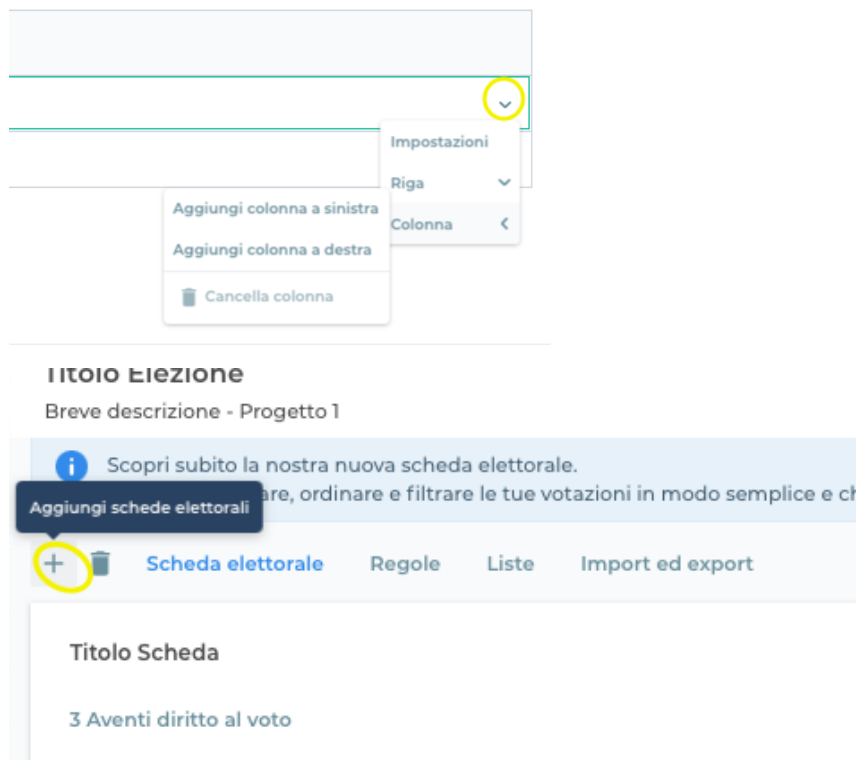 Impostazioni
Riga
Colonna
Aggiungi colonna a sinistra
Aggiungi colonna a destra
Cancella colonna
Titolo Elezione
Breve descrizione - Progetto 1
Scopri subito la nostra nuova scheda elettorale.
are, ordinare e filtrare le tue votazioni in modo semplice e ch
Aggiungi schede elettorali
Scheda elettorale Regole Liste Import ed export
Titolo Scheda
3 Aventi diritto al voto